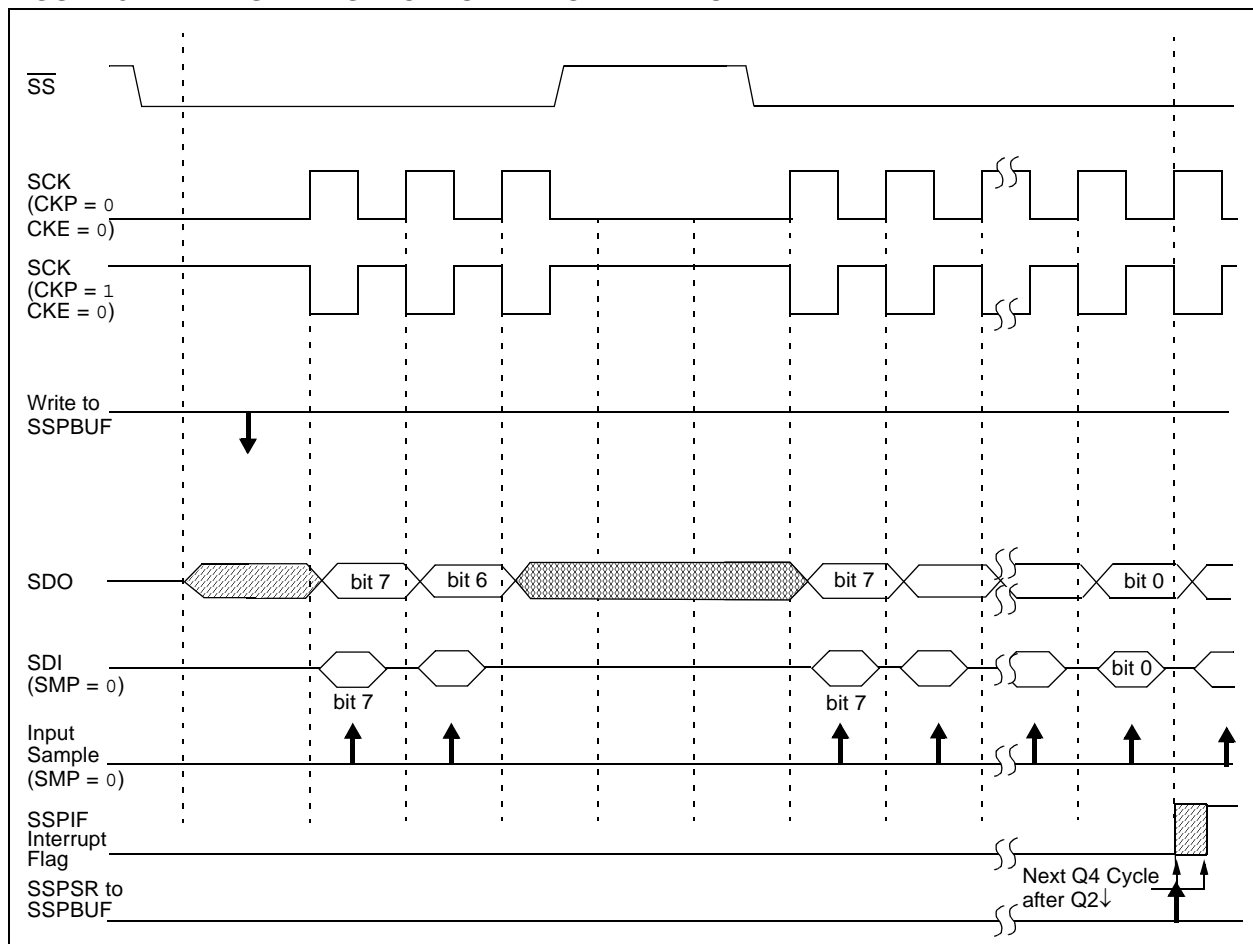 SS
SCK
(CKP = 0
CKE = 0)
SCK
(CKP = 1
CKE = 0)
Write to
SSPBUF
SDO
bit 7
bit 6
bit 7
bit 0
SDI
(SMP = 0)
bit 7
bit 7
bit 0
Input
Sample
(SMP = 0)
SSPIF
Interrupt
Flag
SSPSR to
SSPBUF
Next Q4 Cycle
after Q2↓